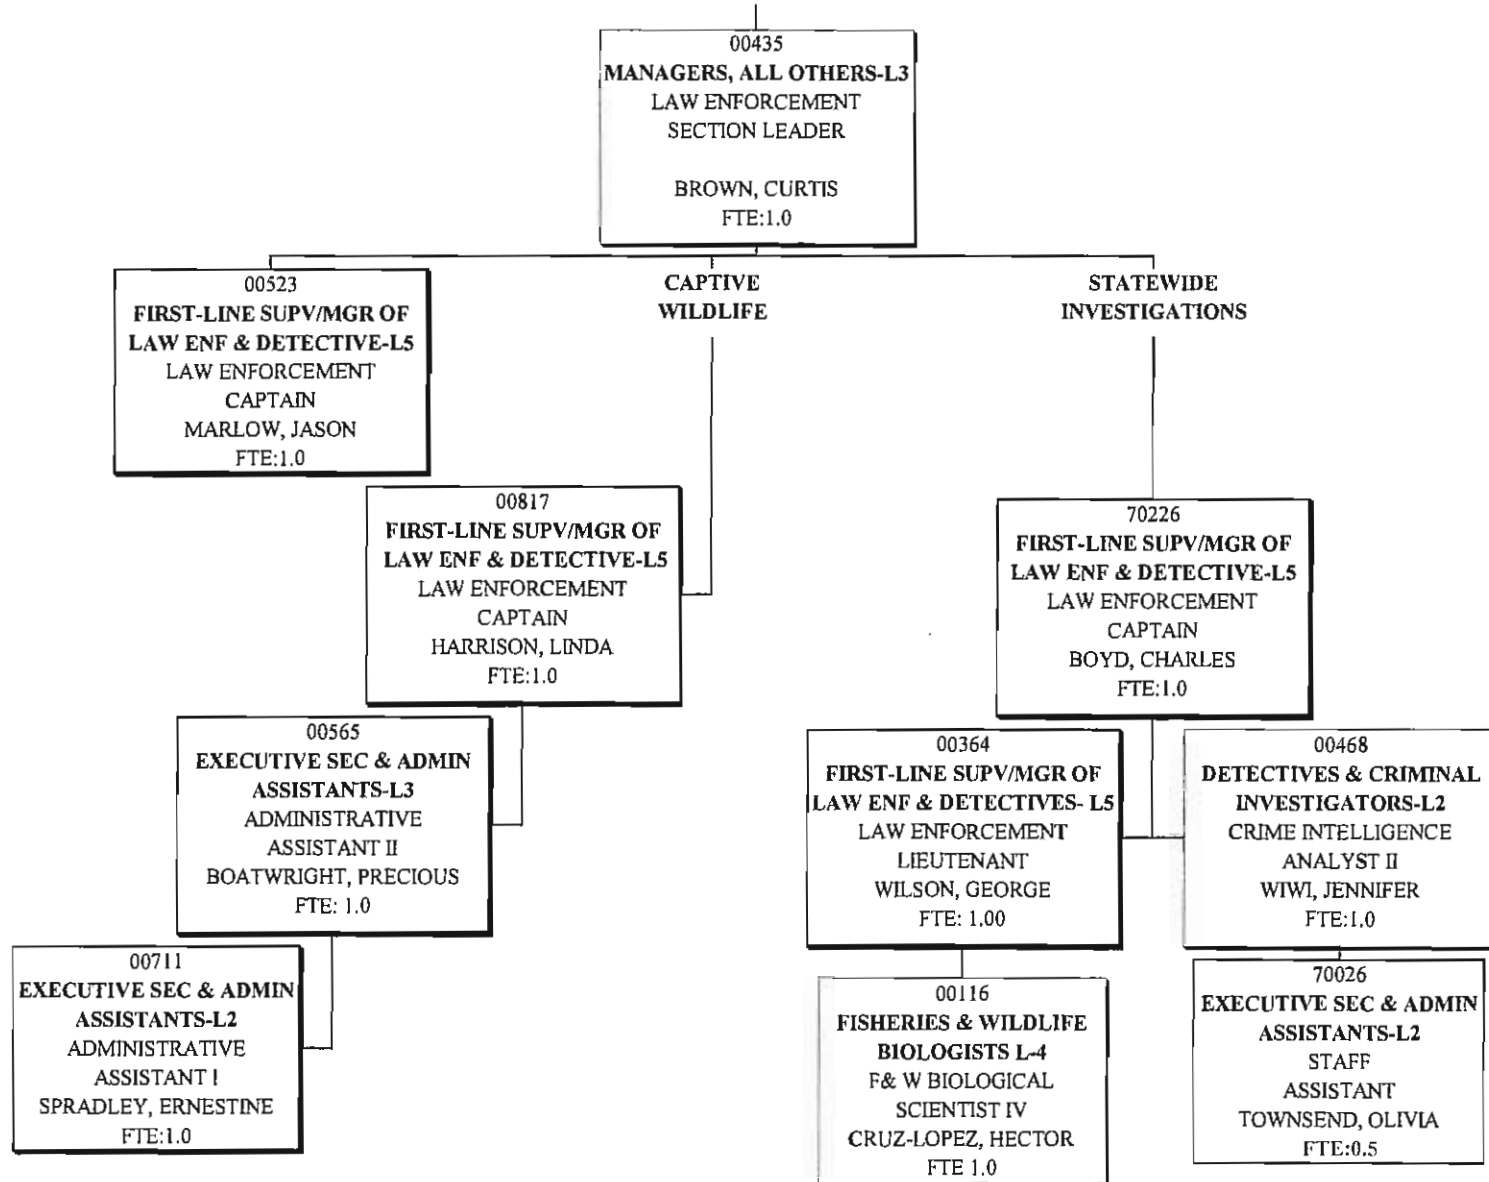 00435
MANAGERS, ALL OTHERS-L3
LAW ENFORCEMENT
SECTION LEADER
BROWN, CURTIS
FTE:1.0
00523
FIRST-LINE SUPV/MGR OF
LAW ENF & DETECTIVE-L5
LAW ENFORCEMENT
CAPTAIN
MARLOW, JASON
FTE:1.0
CAPTIVE
WILDLIFE
STATEWIDE
INVESTIGATIONS
00817
FIRST-LINE SUPV/MGR OF
LAW ENF & DETECTIVE-L5
LAW ENFORCEMENT
CAPTAIN
HARRISON, LINDA
FTE:1.0
70226
FIRST-LINE SUPV/MGR OF
LAW ENF & DETECTIVE-L5
LAW ENFORCEMENT
CAPTAIN
BOYD, CHARLES
FTE:1.0
00565
EXECUTIVE SEC & ADMIN
ASSISTANTS-L3
ADMINISTRATIVE
ASSISTANT II
BOATWRIGHT, PRECIOUS
FTE: 1.0
00364
FIRST-LINE SUPV/MGR OF
LAW ENF & DETECTIVES- L5
LAW ENFORCEMENT
LIEUTENANT
WILSON, GEORGE
FTE: 1.00
00468
DETECTIVES & CRIMINAL
INVESTIGATORS-L2
CRIME INTELLIGENCE
ANALYST II
WIWI, JENNIFER
FTE:1.0
00711
EXECUTIVE SEC & ADMIN
ASSISTANTS-L2
ADMINISTRATIVE
ASSISTANT I
SPRADLEY, ERNESTINE
FTE:1.0
00116
FISHERIES & WILDLIFE
BIOLOGISTS L-4
F& W BIOLOGICAL
SCIENTIST IV
CRUZ-LOPEZ, HECTOR
FTE 1.0
70026
EXECUTIVE SEC & ADMIN
ASSISTANTS-L2
STAFF
ASSISTANT
TOWNSEND, OLIVIA
FTE:0.5